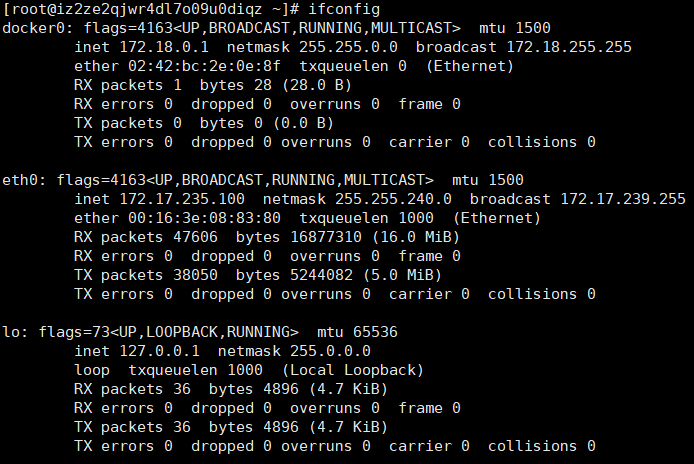 [root@iz2ze2qjwr4dl7o09u0diqz ~]# ifconfig
docker0: flags=4163<UP,BROADCAST,RUNNING,MULTICAST>  mtu 1500
        inet 172.18.0.1  netmask 255.255.0.0  broadcast 172.18.255.255
        ether 02:42:bc:2e:0e:8f  txqueuelen 0  (Ethernet)
        RX packets 1  bytes 28 (28.0 B)
        RX errors 0  dropped 0  overruns 0  frame 0
        TX packets 0  bytes 0 (0.0 B)
        TX errors 0  dropped 0 overruns 0  carrier 0  collisions 0

eth0: flags=4163<UP,BROADCAST,RUNNING,MULTICAST>  mtu 1500
        inet 172.17.235.100  netmask 255.255.240.0  broadcast 172.17.239.255
        ether 00:16:3e:08:83:80  txqueuelen 1000  (Ethernet)
        RX packets 47606  bytes 16877310 (16.0 MiB)
        RX errors 0  dropped 0  overruns 0  frame 0
        TX packets 38050  bytes 5244082 (5.0 MiB)
        TX errors 0  dropped 0 overruns 0  carrier 0  collisions 0

lo: flags=73<UP,LOOPBACK,RUNNING>  mtu 65536
        inet 127.0.0.1  netmask 255.0.0.0
        loop  txqueuelen 1000  (Local Loopback)
        RX packets 36  bytes 4896 (4.7 KiB)
        RX errors 0  dropped 0  overruns 0  frame 0
        TX packets 36  bytes 4896 (4.7 KiB)
        TX errors 0  dropped 0 overruns 0  carrier 0  collisions 0